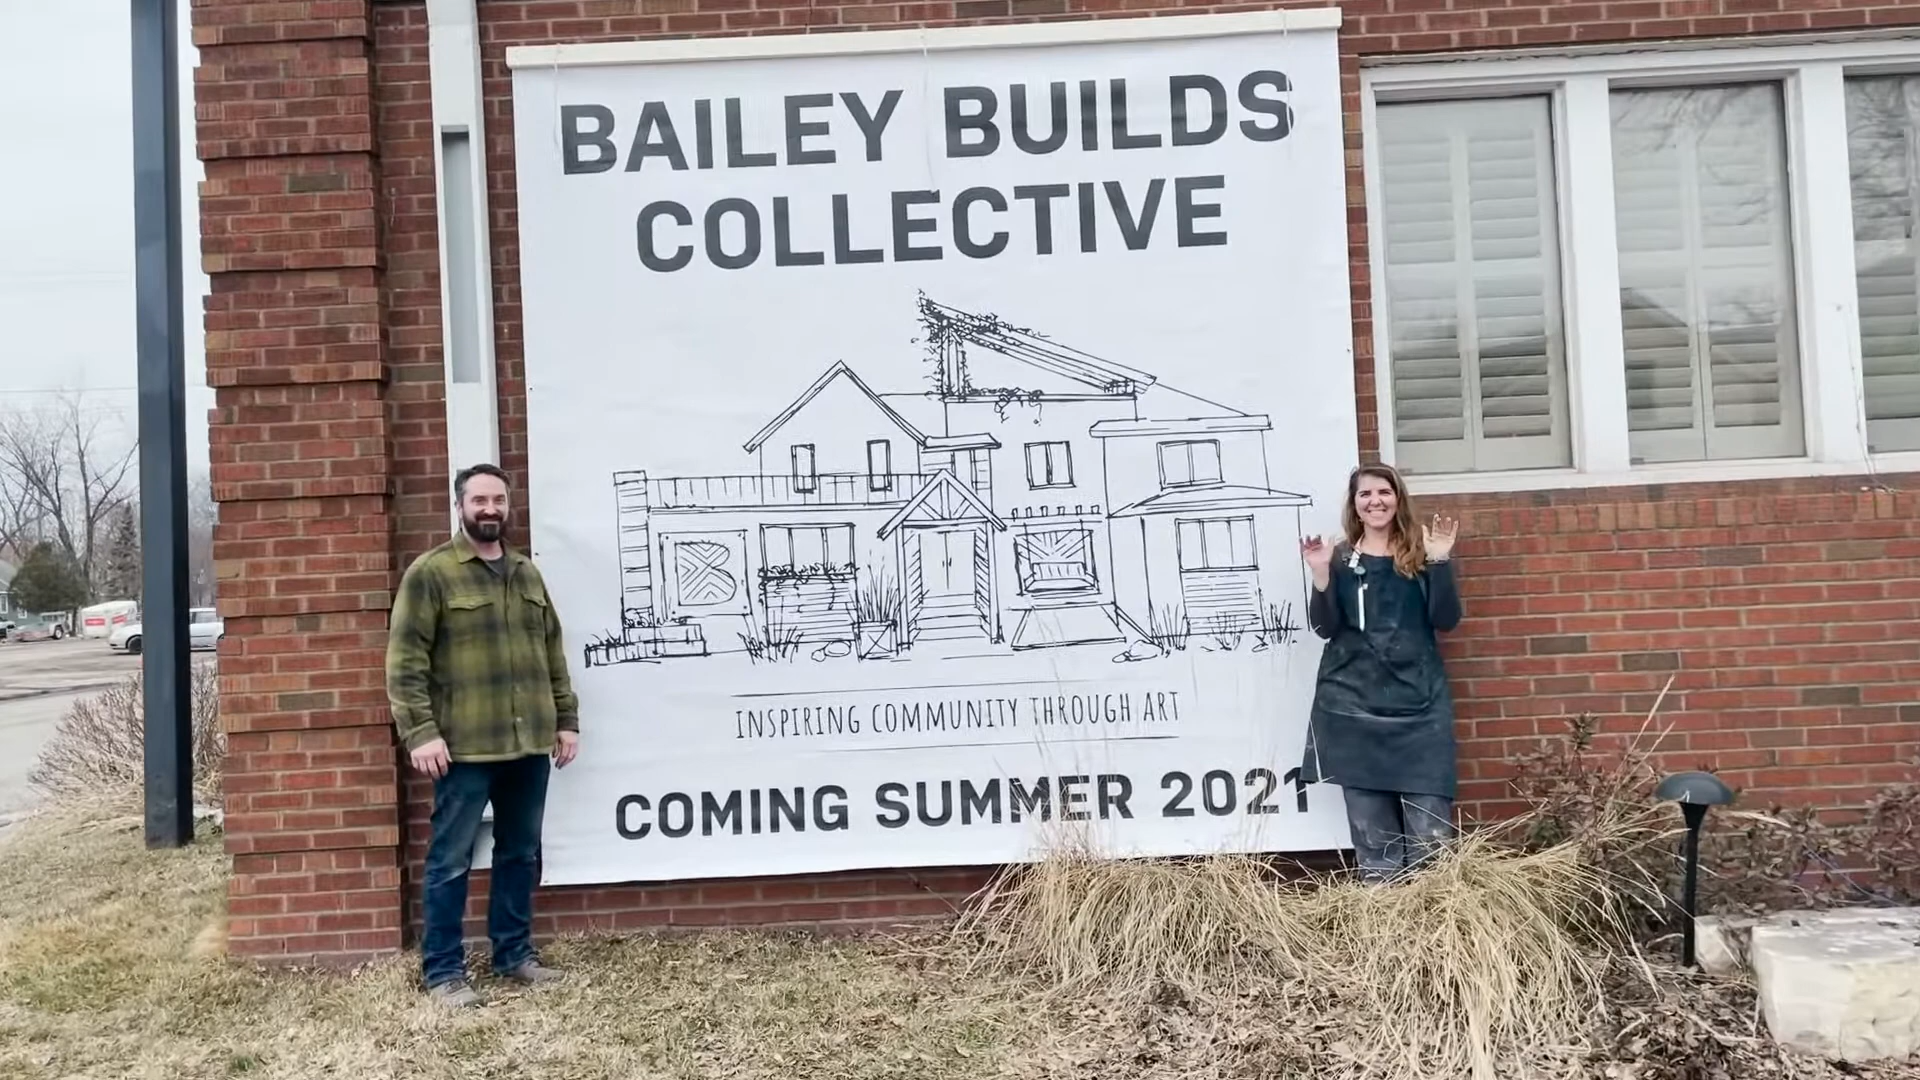 BAILEY BUILDS
COLLECTIVE
B
INSPIRING COMMUNITY THROUGH ART
COMING SUMMER 2021